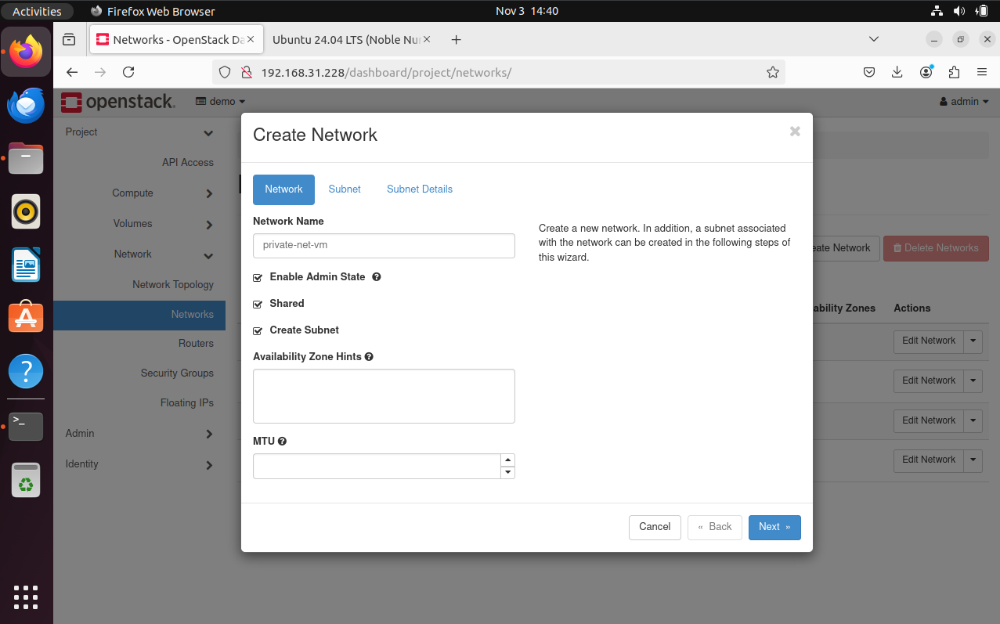 Activities
Firefox Web Browser
Nov 3 14:40
Networks - OpenStack Da
Ubuntu 24.04 LTS (Noble Nu
192.168.31.228/dashboard/project/networks/
openstack.
demo
admin
Project
API Access
Compute
Volumes
Network
Network Topology
Networks
Routers
Security Groups
Floating IPs
Admin
Identity
Create Network
Network
Subnet
Subnet Details
Network Name
private-net-vm
Enable Admin State
Shared
Create Subnet
Availability Zone Hints
MTU
Create a new network. In addition, a subnet associated
with the network can be created in the following steps of
this wizard.
Cancel
« Back
Next »
eate Network
Delete Networks
ability Zones
Actions
Edit Network
Edit Network
Edit Network
Edit Network